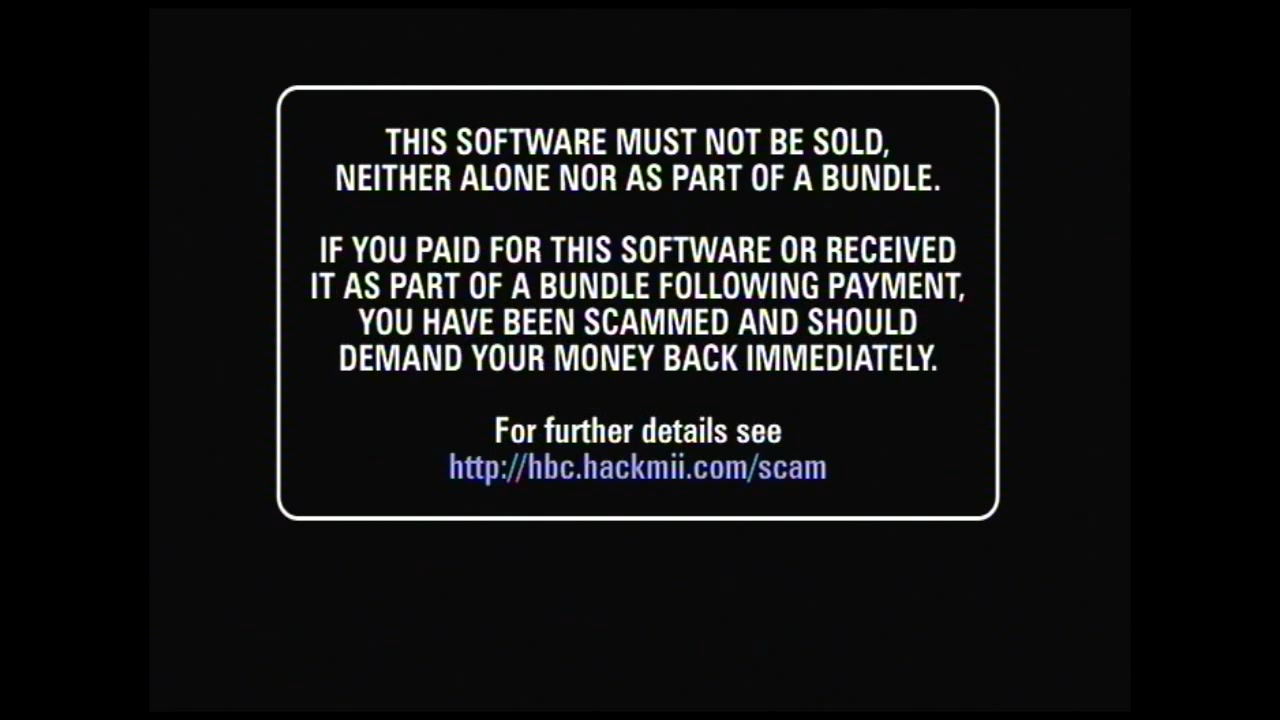 THIS SOFTWARE MUST NOT BE SOLD,
NEITHER ALONE NOR AS PART OF A BUNDLE.
IF YOU PAID FOR THIS SOFTWARE OR RECEIVED
IT AS PART OF A BUNDLE FOLLOWING PAYMENT,
YOU HAVE BEEN SCAMMED AND SHOULD
DEMAND YOUR MONEY BACK IMMEDIATELY.
For further details see
http://hbc.hackmii.com/scam